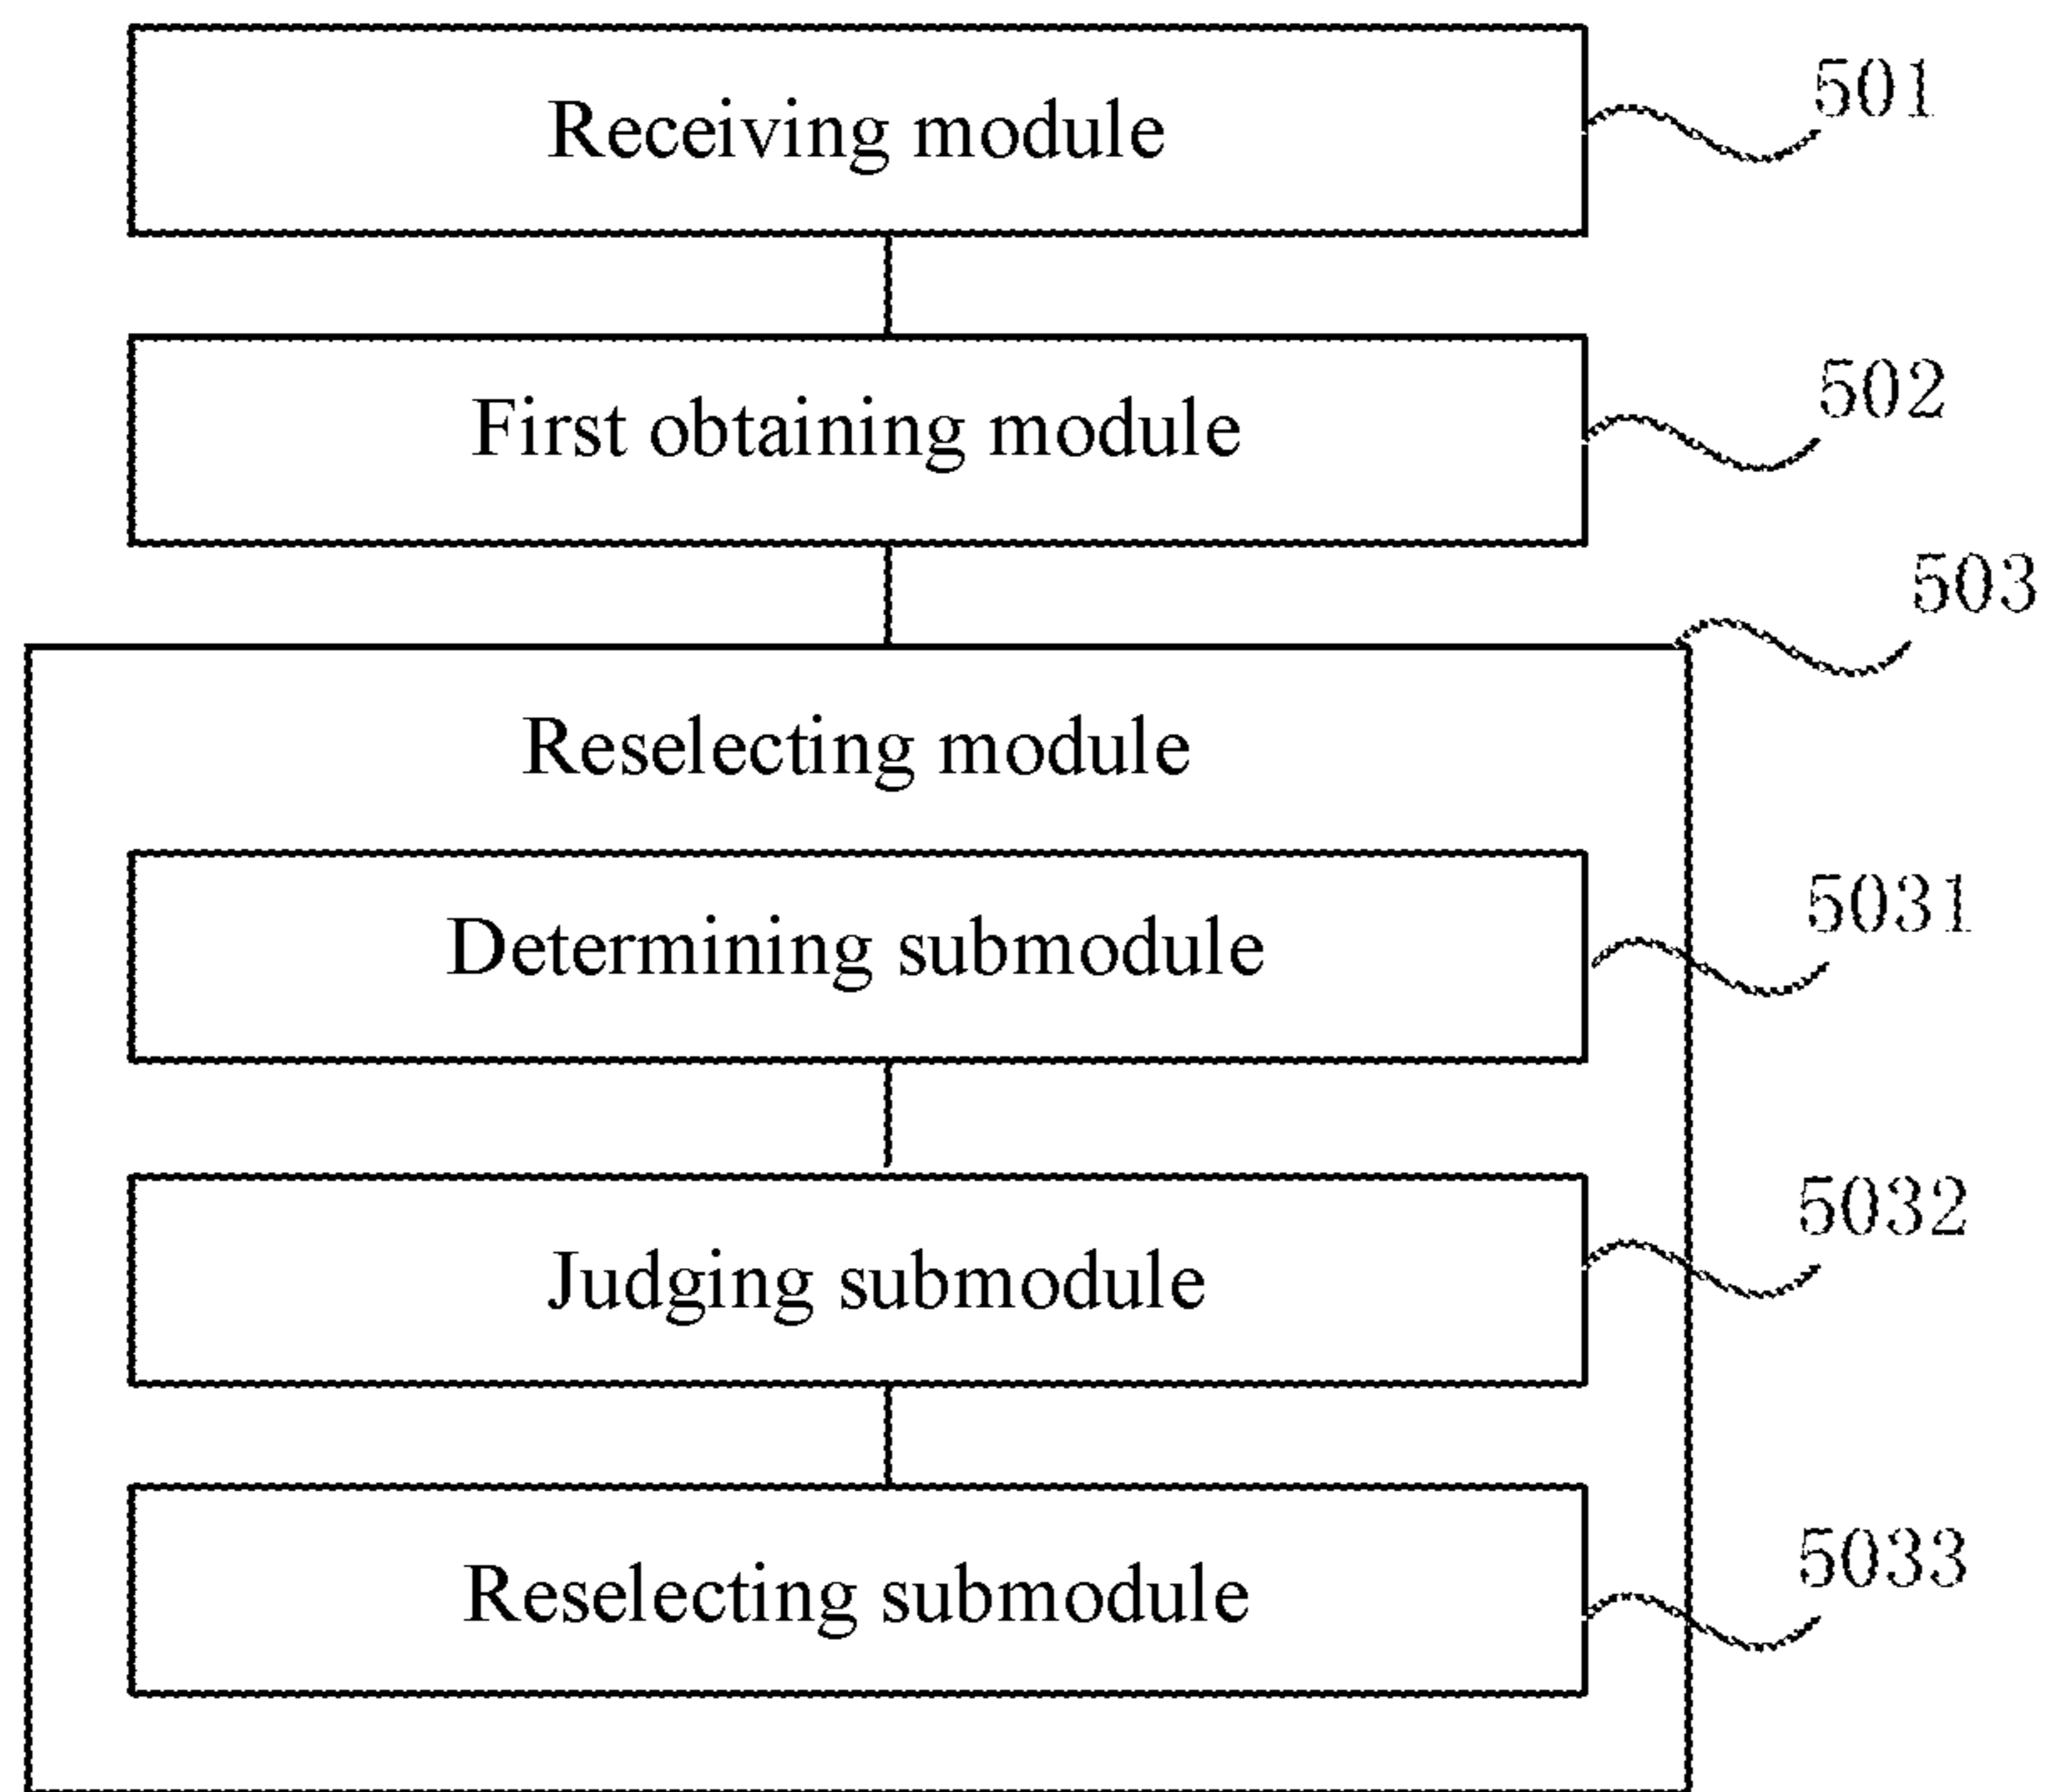 Receiving module
501
First obtaining module
502
503
Reselecting module
Determining submodule
5031
Judging submodule
5032
Reselecting submodule
5033